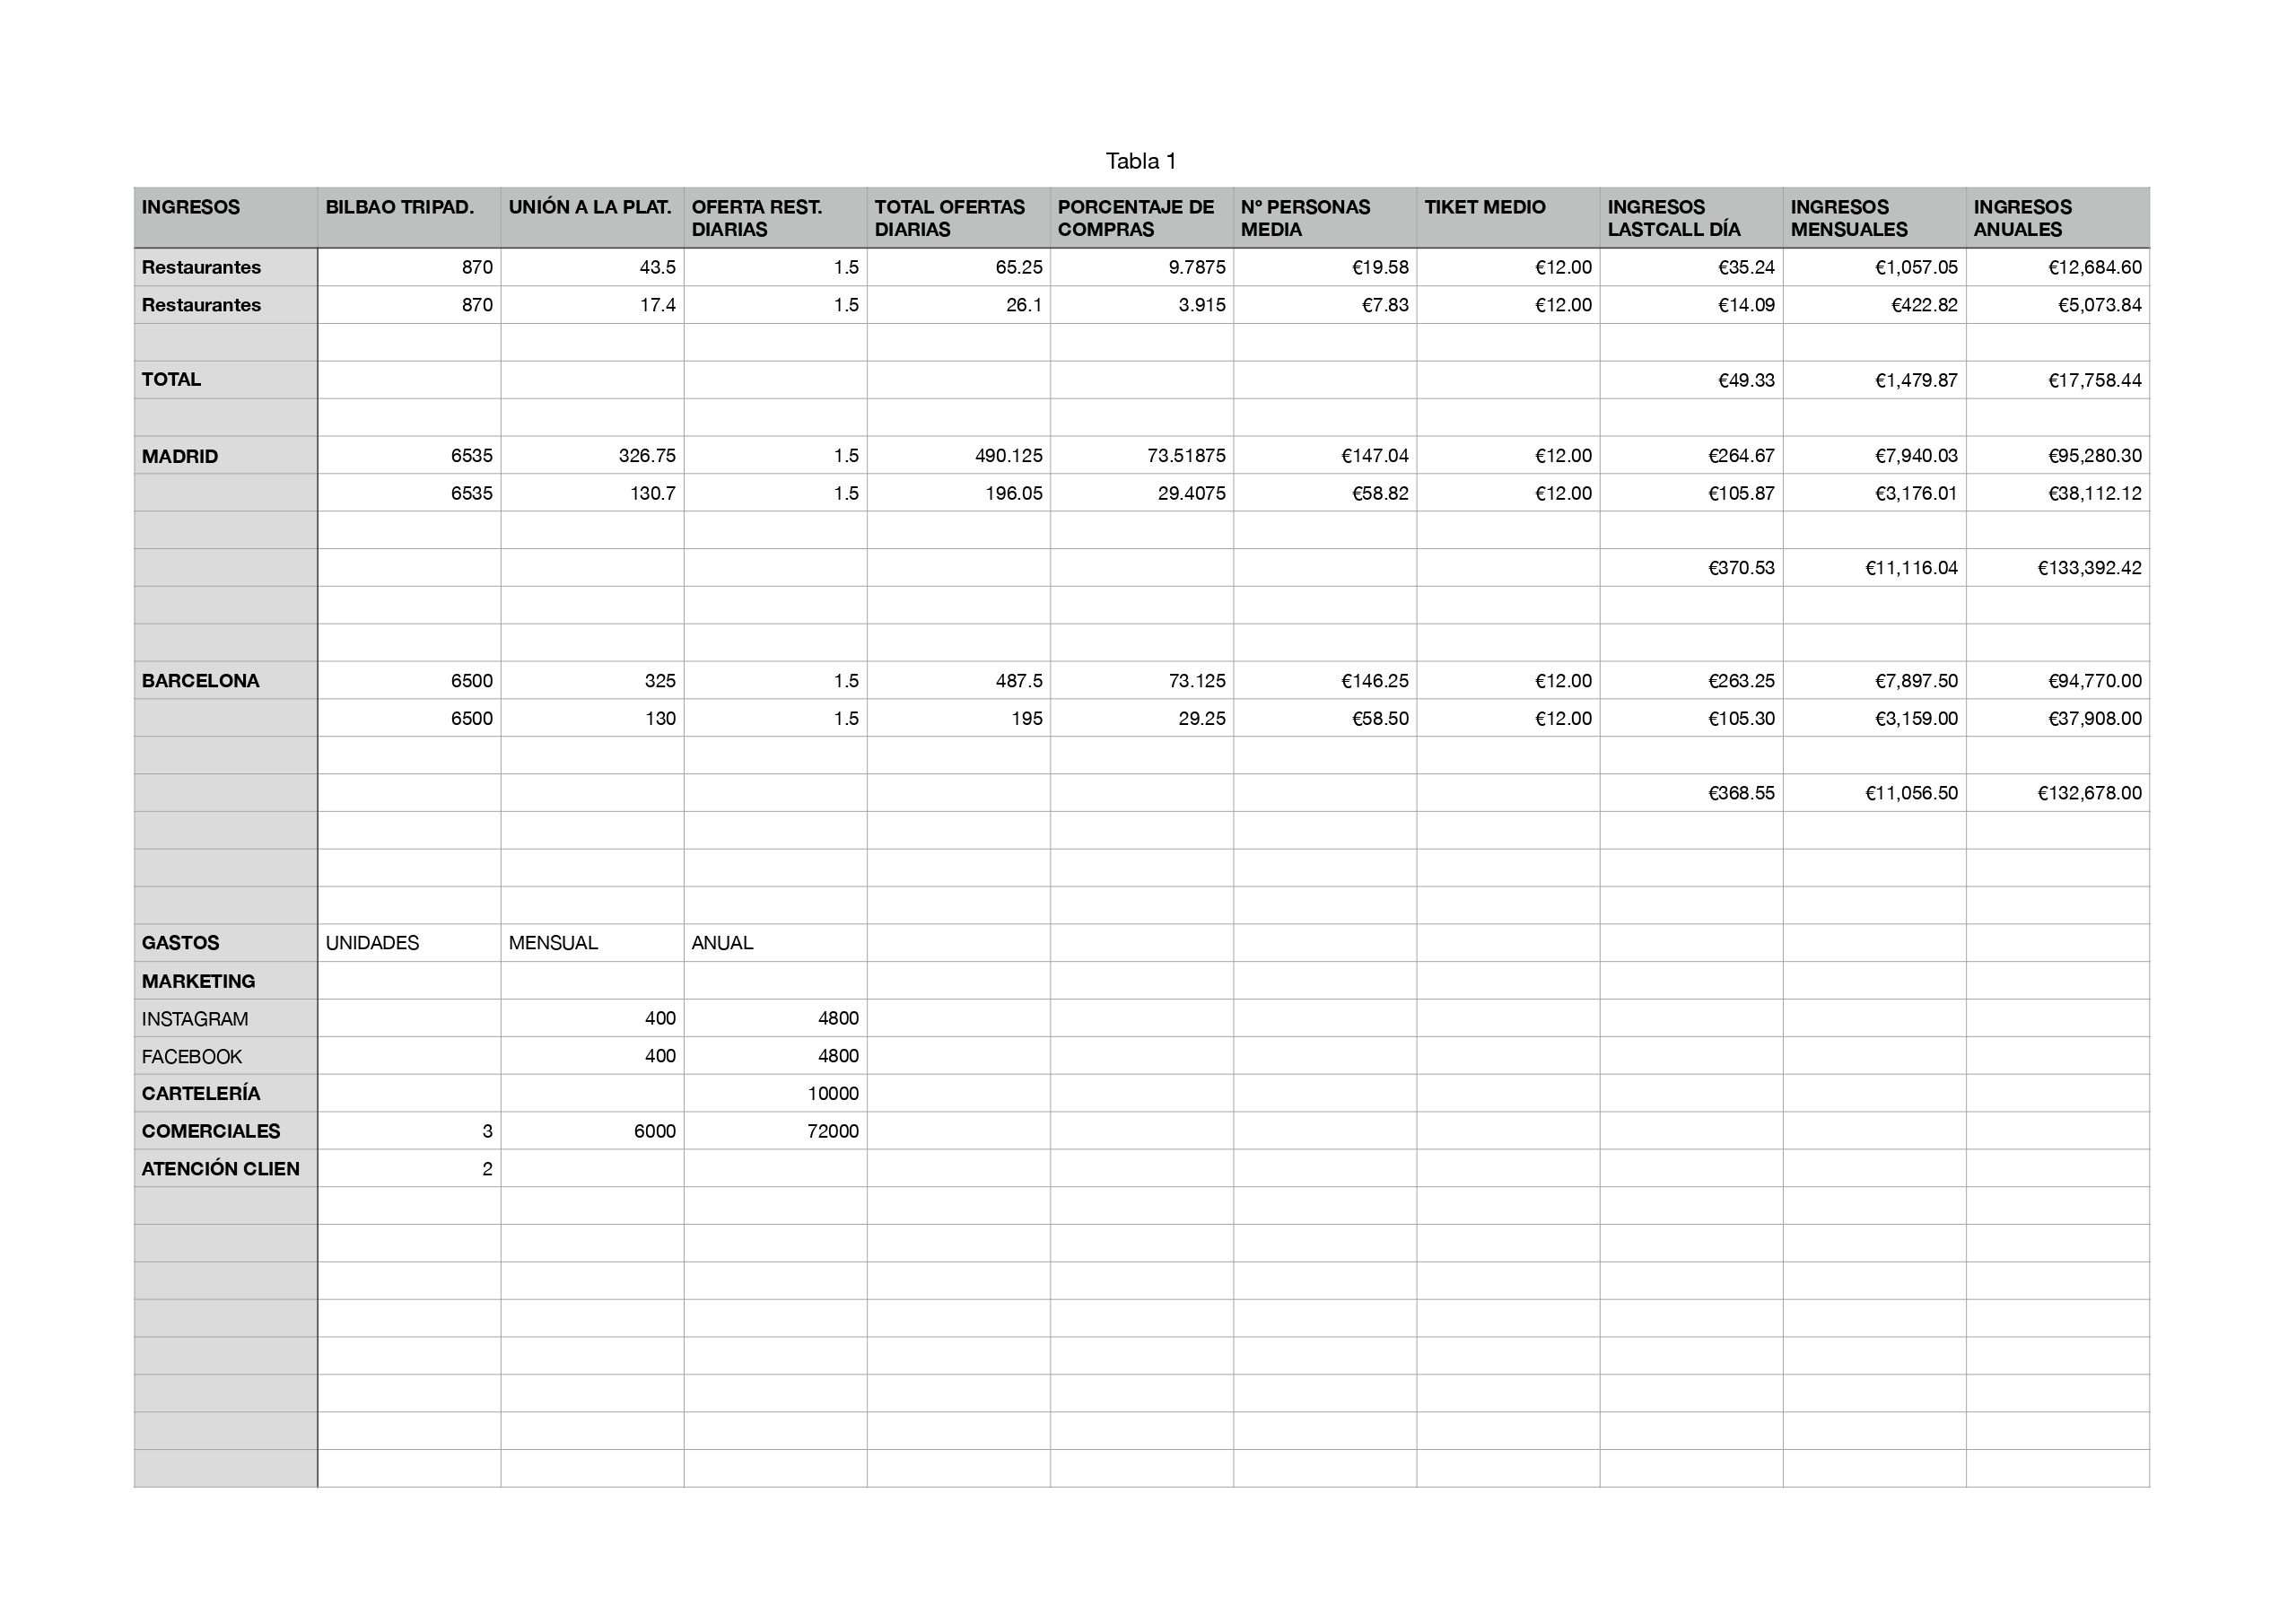 Tabla 1
INGRESOS BILBAO TRIPAD. UNIÓN A LA PLAT. OFERTA REST. DIARIAS TOTAL OFERTAS DIARIAS PORCENTAJE DE COMPRAS Nº PERSONAS MEDIA TIKET MEDIO INGRESOS LASTCALL DÍA INGRESOS MENSUALES INGRESOS ANUALES
Restaurantes 870 43.5 1.5 65.25 9.7875 €19.58 €12.00 €35.24 €1,057.05 €12,684.60
Restaurantes 870 17.4 1.5 26.1 3.915 €7.83 €12.00 €14.09 €422.82 €5,073.84
TOTAL €49.33 €1,479.87 €17,758.44
MADRID 6535 326.75 1.5 490.125 73.51875 €147.04 €12.00 €264.67 €7,940.03 €95,280.30
6535 130.7 1.5 196.05 29.4075 €58.82 €12.00 €105.87 €3,176.01 €38,112.12
€370.53 €11,116.04 €133,392.42
BARCELONA 6500 325 1.5 487.5 73.125 €146.25 €12.00 €263.25 €7,897.50 €94,770.00
6500 130 1.5 195 29.25 €58.50 €12.00 €105.30 €3,159.00 €37,908.00
€368.55 €11,056.50 €132,678.00
GASTOS UNIDADES MENSUAL ANUAL
MARKETING
INSTAGRAM 400 4800
FACEBOOK 400 4800
CARTELERÍA 10000
COMERCIALES 3 6000 72000
ATENCIÓN CLIEN 2